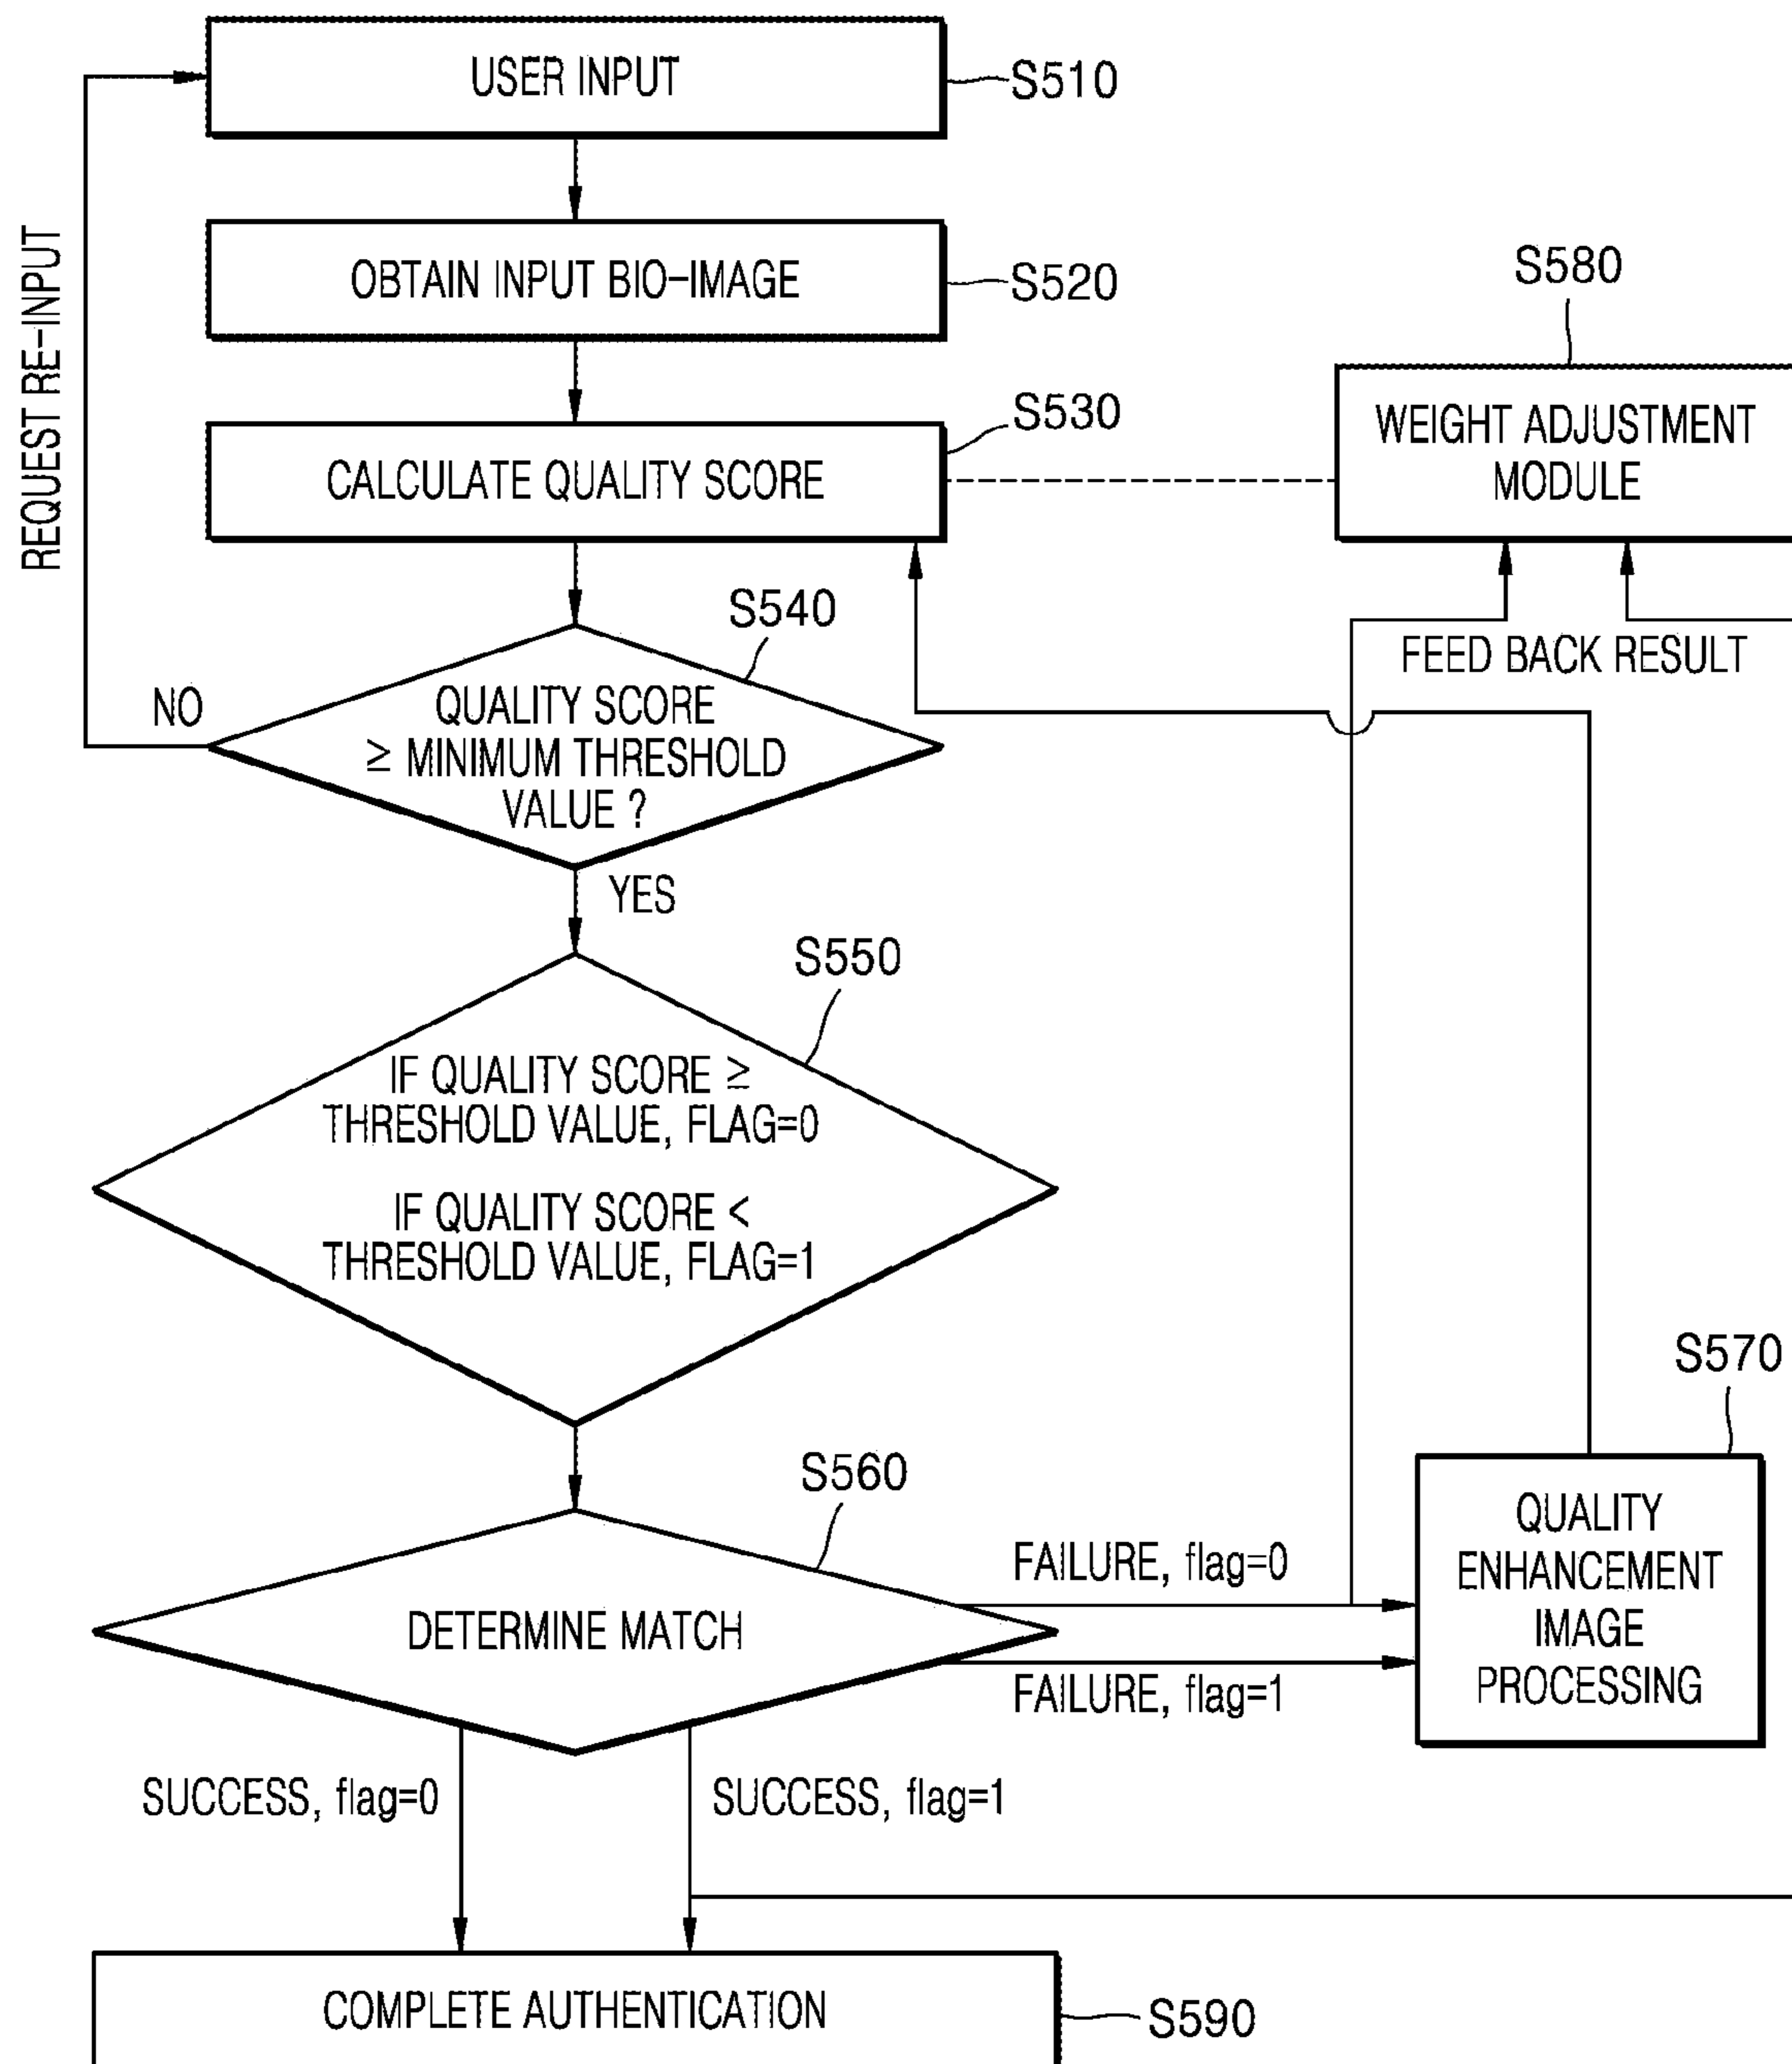 USER INPUT
S510
REQUEST RE-INPUT
OBTAIN INPUT BIO-IMAGE
S520
S580
CALCULATE QUALITY SCORE
S530
WEIGHT ADJUSTMENT
MODULE
S540
FEED BACK RESULT
NO
QUALITY SCORE
≥ MINIMUM THRESHOLD
VALUE ?
YES
S550
IF QUALITY SCORE ≥
THRESHOLD VALUE, FLAG=0
IF QUALITY SCORE <
THRESHOLD VALUE, FLAG=1
S570
S560
QUALITY
ENHANCEMENT
IMAGE
PROCESSING
FAILURE, flag=0
DETERMINE MATCH
FAILURE, flag=1
SUCCESS, flag=0
SUCCESS, flag=1
COMPLETE AUTHENTICATION
S590